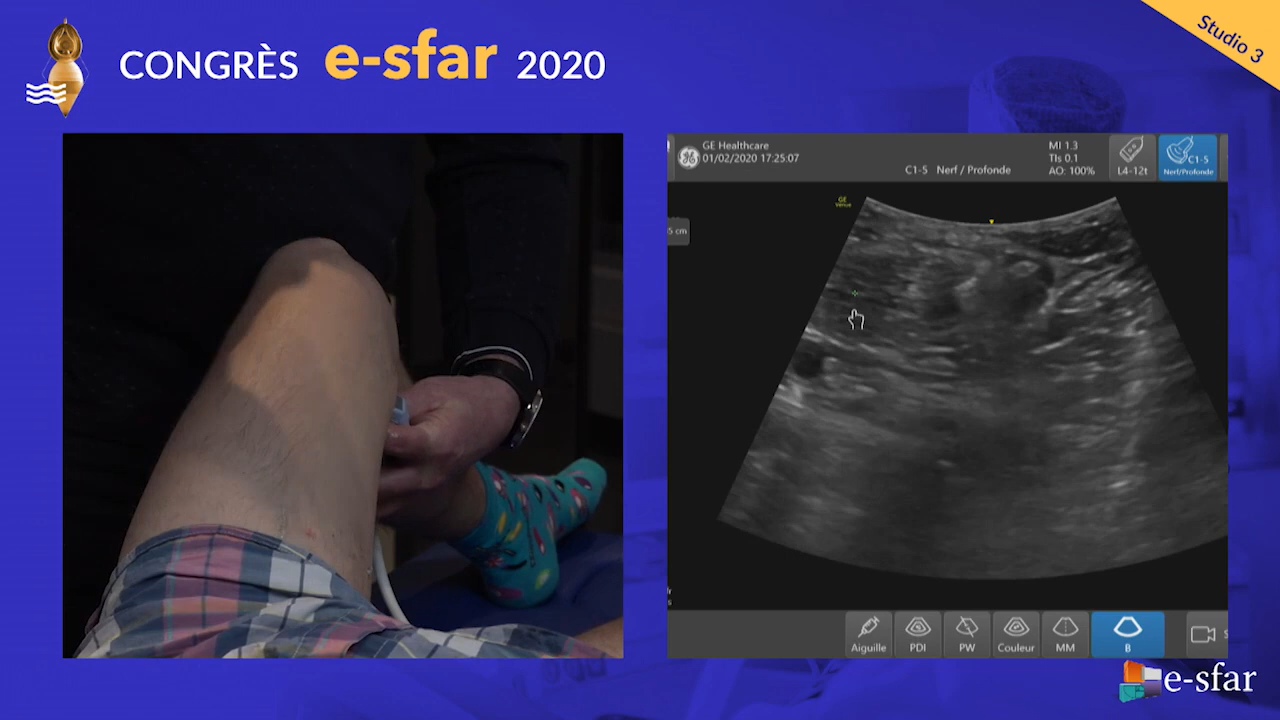 CONGRÈS e-sfar 2020
Studio 3
GE Healthcare
01/02/2020 17:25:07
C1-5 Nerf / Profonde
MI 1.3
TIs 0.1
AO: 100%
L4-12t
C1-5
Nerf/Profonde
GE
Venue
5 cm
Aiguille
PDI
PW
Couleur
MM
B
e-sfar